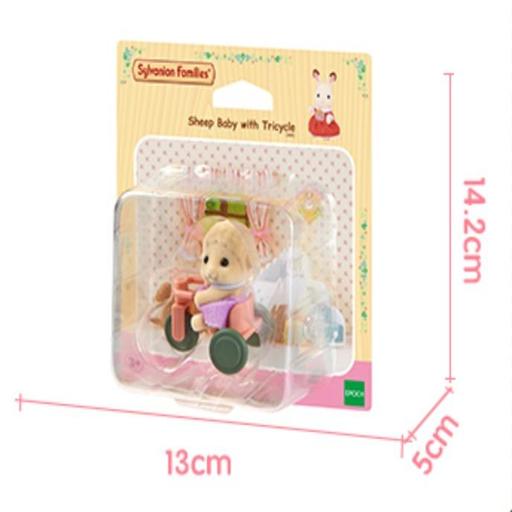 Sylvanian Families
Sheep Baby with Tricycle
3+
EPOCH
14.2cm
13cm
5cm